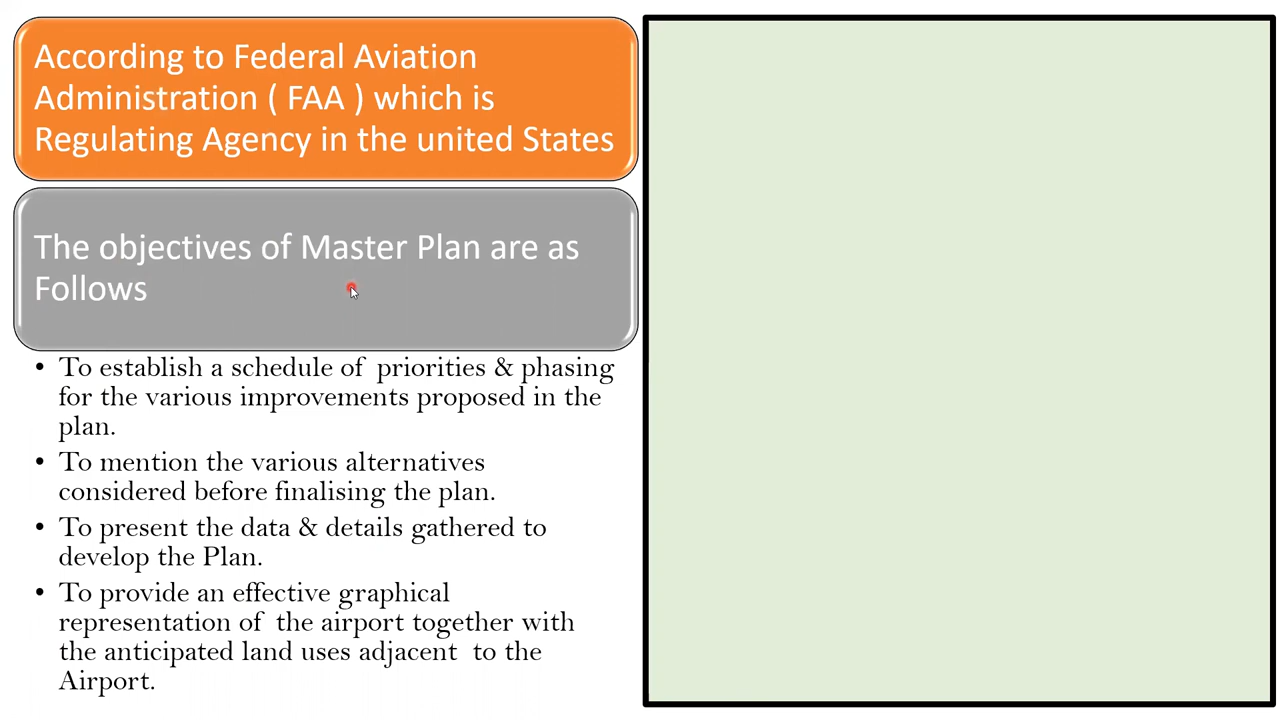 According to Federal Aviation
Administration ( FAA ) which is
Regulating Agency in the united States
The objectives of Master Plan are as
Follows
• To establish a schedule of priorities & phasing
for the various improvements proposed in the
plan.
• To mention the various alternatives
considered before finalising the plan.
• To present the data & details gathered to
develop the Plan.
• To provide an effective graphical
representation of the airport together with
the anticipated land uses adjacent to the
Airport.